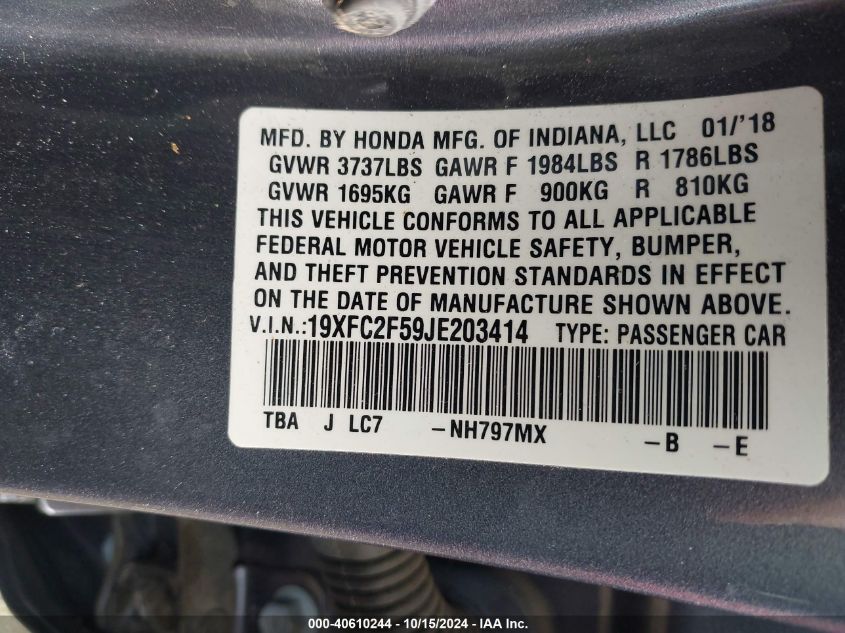 MFD. BY HONDA MFG. OF INDIANA, LLC 01/'18
GVWR 3737LBS GAWR F 1984LBS R 1786LBS
GVWR 1695KG GAWR F 900KG R 810KG
THIS VEHICLE CONFORMS TO ALL APPLICABLE
FEDERAL MOTOR VEHICLE SAFETY, BUMPER,
AND THEFT PREVENTION STANDARDS IN EFFECT
ON THE DATE OF MANUFACTURE SHOWN ABOVE.
V.I.N.:19XFC2F59JE203414 TYPE: PASSENGER CAR
TBA J LC7 -NH797MX -B -E
000-40610244 - 10/15/2024 - IAA Inc.